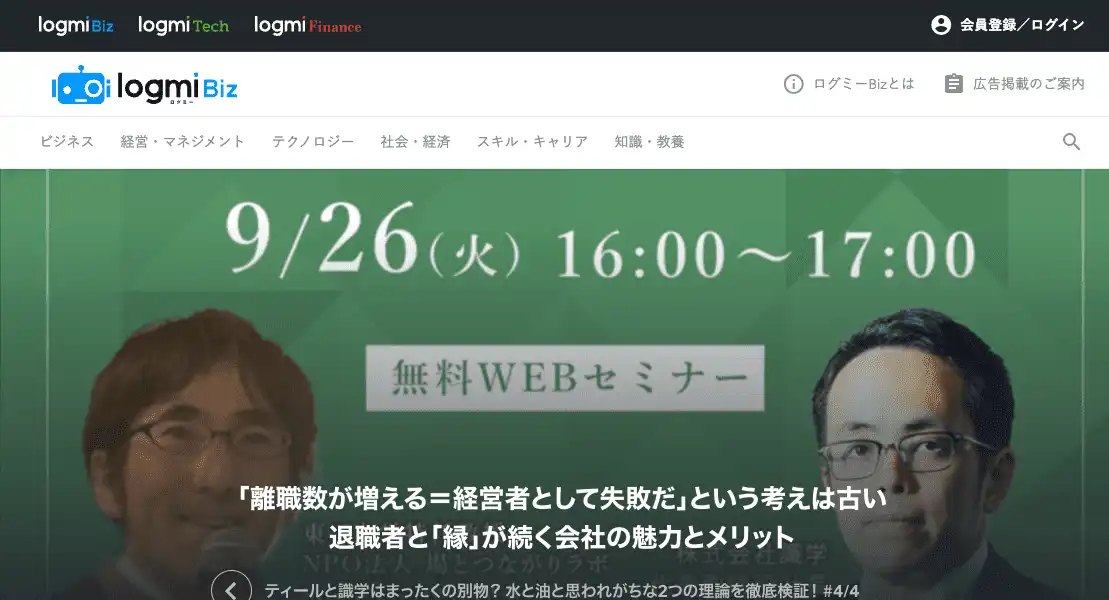 logmi Biz logmi Tech logmi Finance 会員登録／ログイン
logmi Biz ログミーBizとは 広告掲載のご案内
ログミー
ビジネス 経営・マネジメント テクノロジー 社会・経済 スキル・キャリア 知識・教養
9/26(火) 16:00～17:00
無料WEBセミナー
「離職数が増える＝経営者として失敗だ」という考えは古い
退職者と「縁」が続く会社の魅力とメリット
株式会社識学
NPO法人 場とつながりラボ
ティールと識学はまったくの別物？ 水と油と思われがちな2つの理論を徹底検証！ #4/4